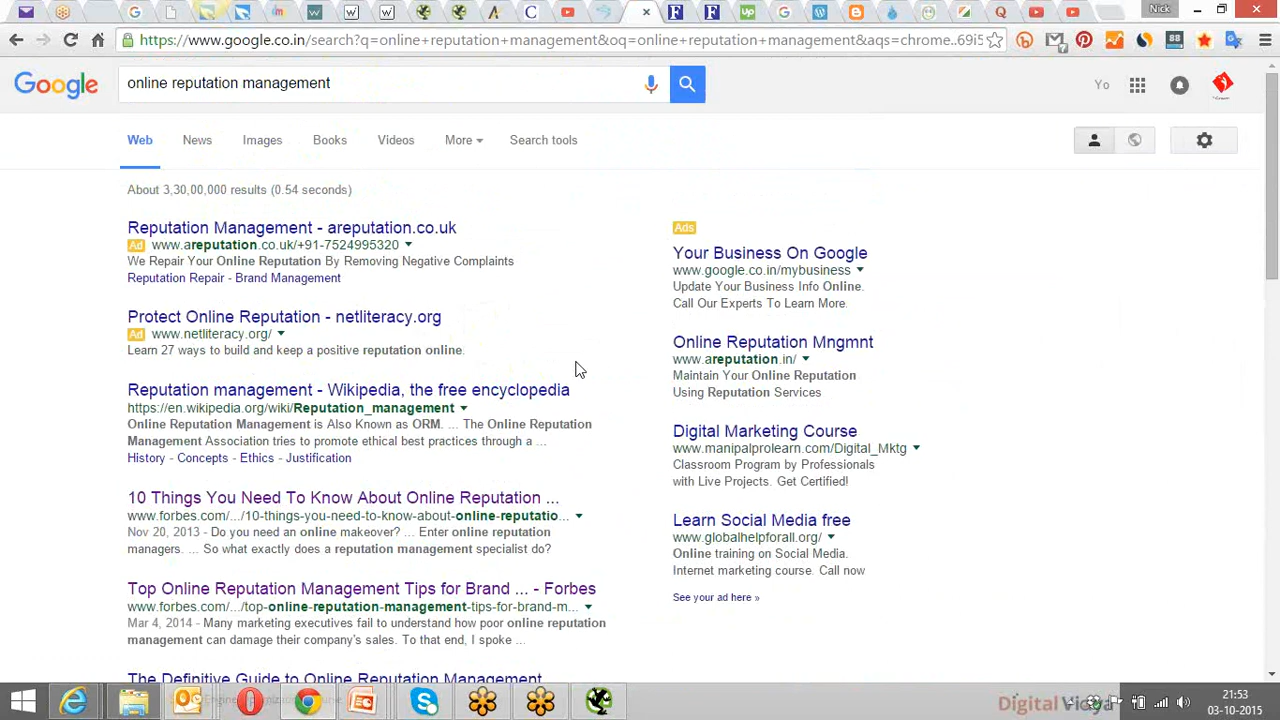 Nick
https://www.google.co.in/search?q=online+reputation+management&oq=online+reputation+management&aqs=chrome..69i5
Google
online reputation management
Yo
Web
News
Images
Books
Videos
More
Search tools
About 3,30,00,000 results (0.54 seconds)
Reputation Management - areputation.co.uk
Ad www.areputation.co.uk/+91-7524995320
We Repair Your Online Reputation By Removing Negative Complaints
Reputation Repair - Brand Management
Protect Online Reputation - netliteracy.org
Ad www.netliteracy.org/
Learn 27 ways to build and keep a positive reputation online.
Reputation management - Wikipedia, the free encyclopedia
https://en.wikipedia.org/wiki/Reputation_management
Online Reputation Management is Also Known as ORM. ... The Online Reputation
Management Association tries to promote ethical best practices through a ...
History - Concepts - Ethics - Justification
10 Things You Need To Know About Online Reputation ...
www.forbes.com/.../10-things-you-need-to-know-about-online-reputatio...
Nov 20, 2013 - Do you need an online makeover? ... Enter online reputation
managers. ... So what exactly does a reputation management specialist do?
Top Online Reputation Management Tips for Brand ... - Forbes
www.forbes.com/.../top-online-reputation-management-tips-for-brand-m...
Mar 4, 2014 - Many marketing executives fail to understand how poor online reputation
management can damage their company's sales. To that end, I spoke ...
The Definitive Guide to Online Reputation Management
Ads
Your Business On Google
www.google.co.in/mybusiness
Update Your Business Info Online.
Call Our Experts To Learn More.
Online Reputation Mngmnt
www.areputation.in/
Maintain Your Online Reputation
Using Reputation Services
Digital Marketing Course
www.manipalprolearn.com/Digital_Mktg
Classroom Program by Professionals
with Live Projects. Get Certified!
Learn Social Media free
www.globalhelpforall.org/
Online training on Social Media.
Internet marketing course. Call now
See your ad here »
Digital Vidya
21:53
03-10-2015